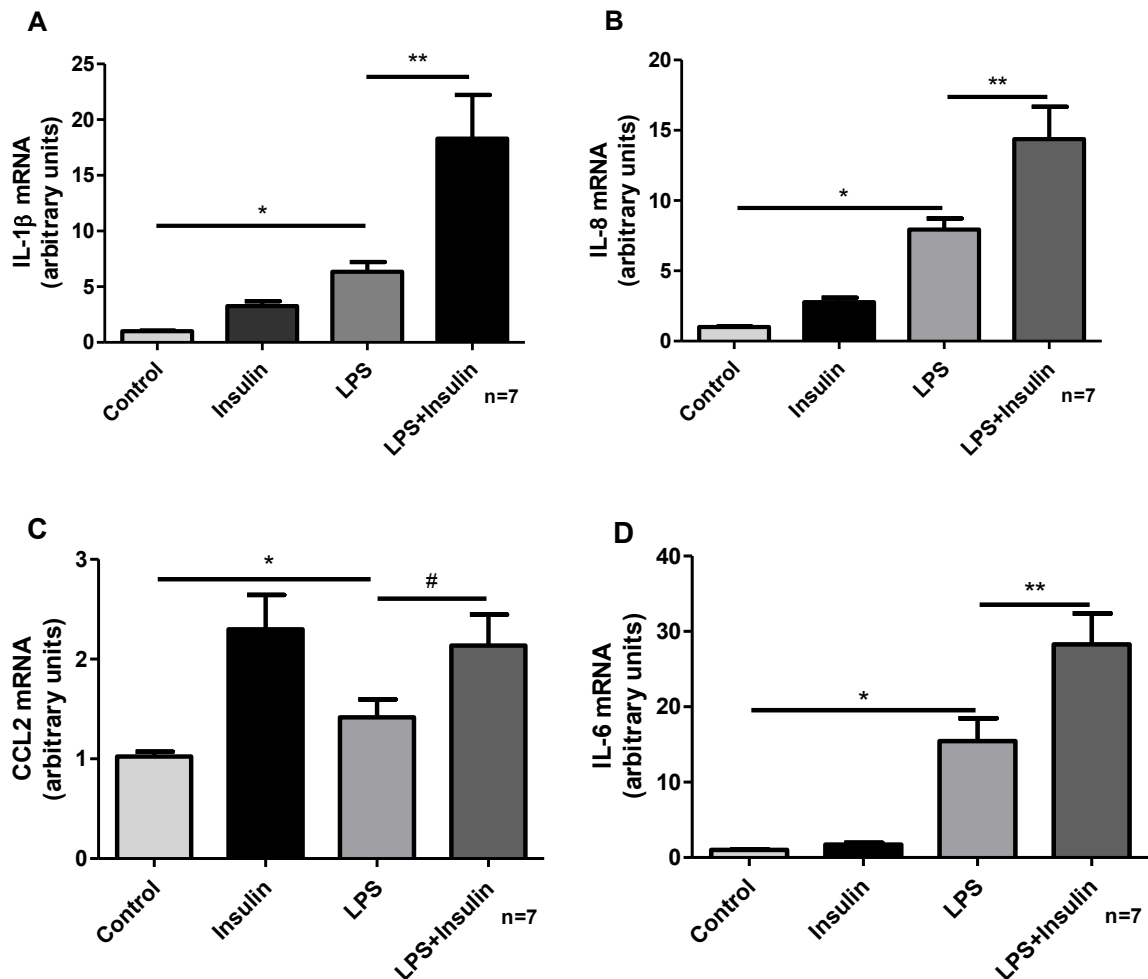 A
IL-1β mRNA
(arbitrary units)
25
20
15
10
5
0
*
**
Control
Insulin
LPS
LPS+Insulin
n=7
B
IL-8 mRNA
(arbitrary units)
20
15
10
5
0
*
**
Control
Insulin
LPS
LPS+Insulin
n=7
C
CCL2 mRNA
(arbitrary units)
3
2
1
0
*
#
Control
Insulin
LPS
LPS+Insulin
n=7
D
IL-6 mRNA
(arbitrary units)
40
30
20
10
0
*
**
Control
Insulin
LPS
LPS+Insulin
n=7